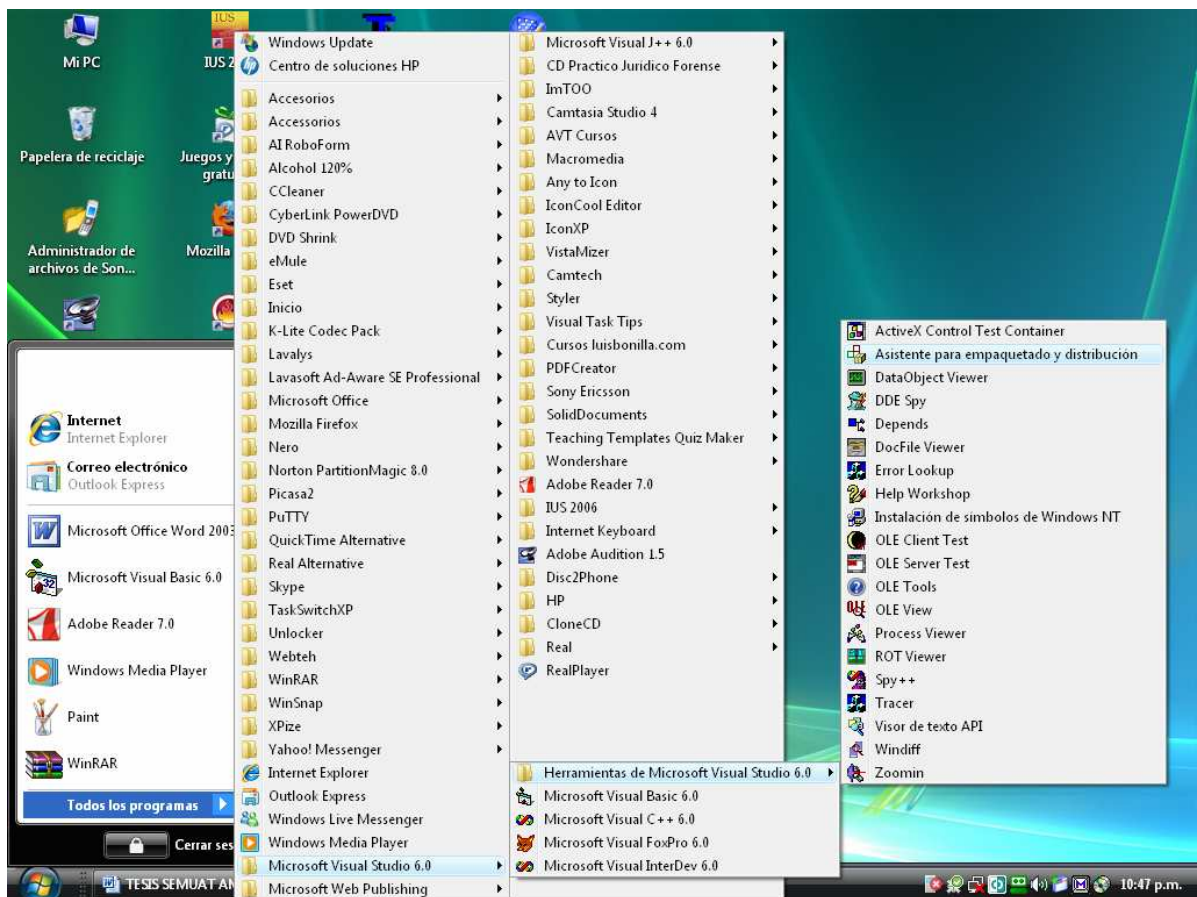 Mi PC
IUS 2
Papelera de reciclaje
Juegos y
gratu
Administrador de
archivos de Son...
Mozilla
Internet
Internet Explorer
Correo electrónico
Outlook Express
Microsoft Office Word 2003
Microsoft Visual Basic 6.0
Adobe Reader 7.0
Windows Media Player
Paint
WinRAR
Todos los programas
Cerrar ses
Windows Update
Centro de soluciones HP
Accesorios
Accessories
AI RoboForm
Alcohol 120%
CCleaner
CyberLink PowerDVD
DVD Shrink
eMule
Eset
Inicio
K-Lite Codec Pack
Lavalys
Lavasoft Ad-Aware SE Professional
Microsoft Office
Mozilla Firefox
Nero
Norton PartitionMagic 8.0
Picasa2
PuTTY
QuickTime Alternative
Real Alternative
Skype
TaskSwitchXP
Unlocker
Webteh
WinRAR
WinSnap
XPize
Yahoo! Messenger
Internet Explorer
Outlook Express
Windows Live Messenger
Windows Media Player
Microsoft Visual Studio 6.0
Microsoft Web Publishing
Microsoft Visual J++ 6.0
CD Practico Juridico Forense
ImTOO
Camtasia Studio 4
AVT Cursos
Macromedia
Any to Icon
IconCool Editor
IconXP
VistaMizer
Camtech
Styler
Visual Task Tips
Cursos luisbonilla.com
PDFCreator
Sony Ericsson
SolidDocuments
Teaching Templates Quiz Maker
Wondershare
Adobe Reader 7.0
IUS 2006
Internet Keyboard
Adobe Audition 1.5
Disc2Phone
HP
CloneCD
Real
RealPlayer
Herramientas de Microsoft Visual Studio 6.0
Microsoft Visual Basic 6.0
Microsoft Visual C++ 6.0
Microsoft Visual FoxPro 6.0
Microsoft Visual InterDev 6.0
ActiveX Control Test Container
Asistente para empaquetado y distribución
DataObject Viewer
DDE Spy
Depends
DocFile Viewer
Error Lookup
Help Workshop
Instalación de simbolos de Windows NT
OLE Client Test
OLE Server Test
OLE Tools
OLE View
Process Viewer
ROT Viewer
Spy++
Tracer
Visor de texto API
Windiff
Zoomin
TESIS SEMUAT AN
10:47 p.m.